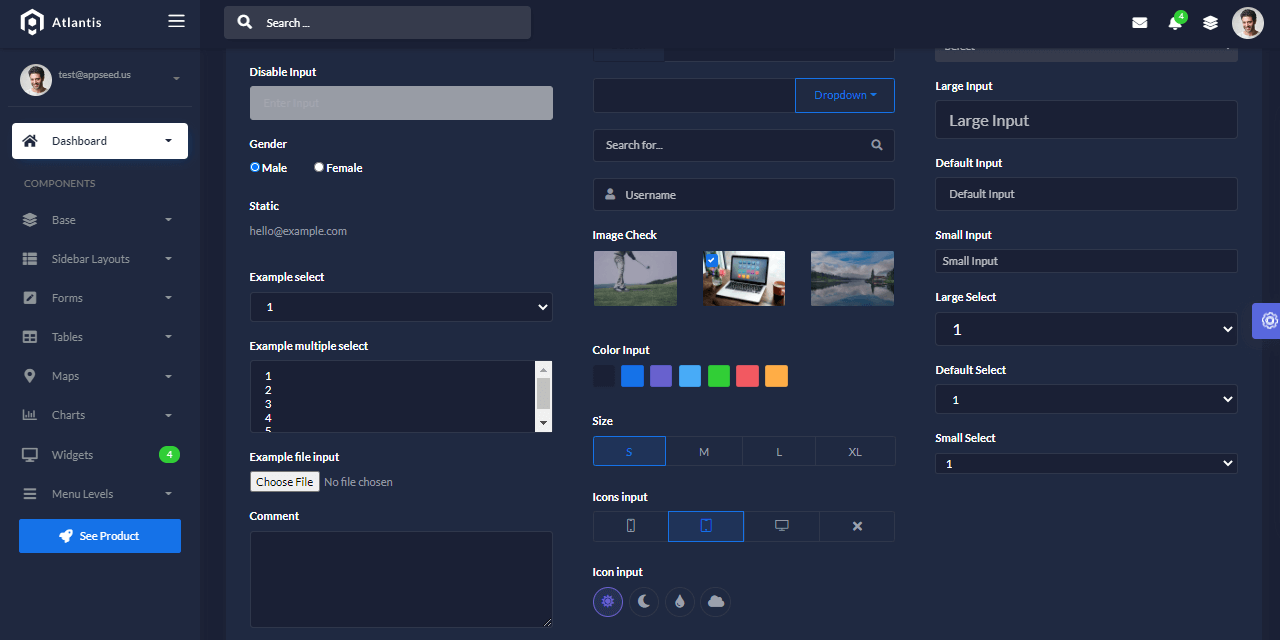 Atlantis
Search ...
4
test@appseed.us
Dashboard
COMPONENTS
Base
Sidebar Layouts
Forms
Tables
Maps
Charts
Widgets
4
Menu Levels
See Product
Disable Input
Enter Input
Gender
Male
Female
Static
hello@example.com
Example select
1
Example multiple select
1
2
3
4
5
Example file input
Choose File No file chosen
Comment
Dropdown
Search for...
Username
Image Check
Color Input
Size
S M L XL
Icons input
Icon input
Select
Large Input
Large Input
Default Input
Default Input
Small Input
Small Input
Large Select
1
Default Select
1
Small Select
1